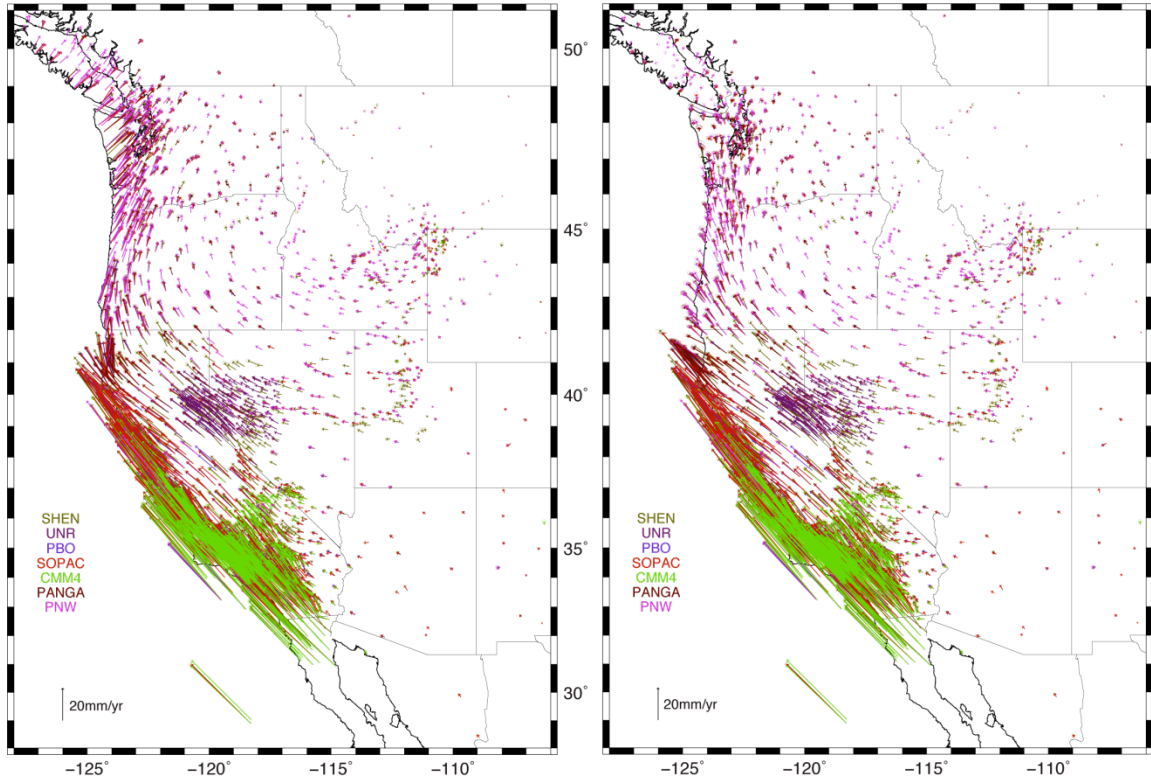 50°
45°
40°
35°
30°
SHEN
UNR
PBO
SOPAC
CMM4
PANGA
PNW
20mm/yr
−125° −120° −115° −110°
SHEN
UNR
PBO
SOPAC
CMM4
PANGA
PNW
20mm/yr
−125° −120° −115° −110°